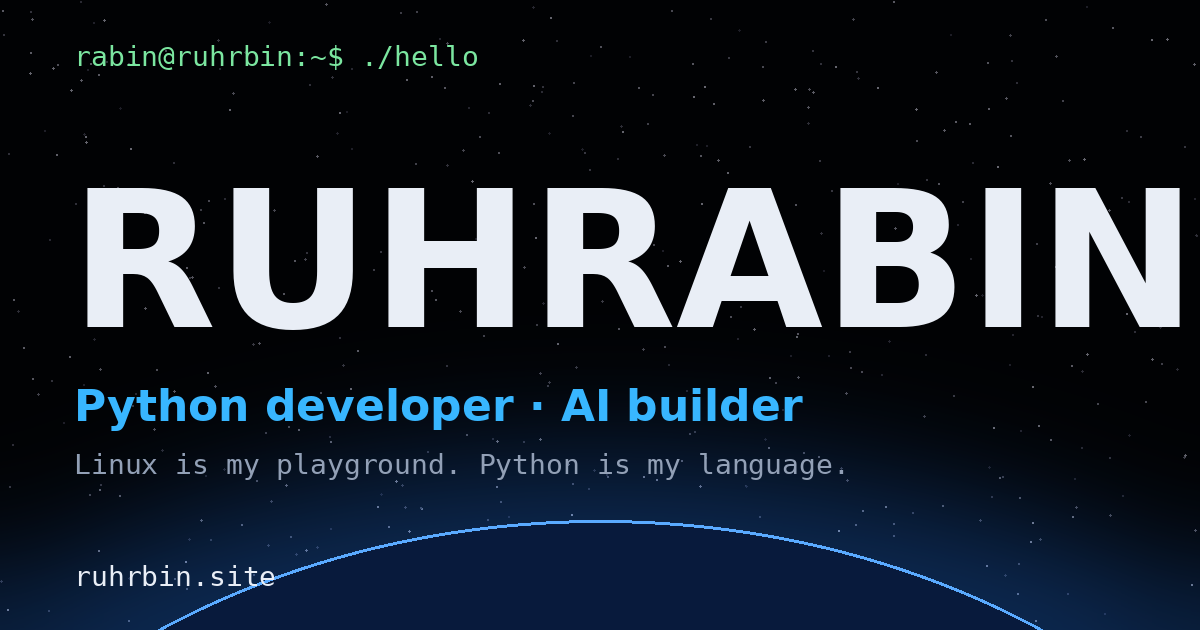 rabin@ruhrbin:~$ ./hello
RUHRABIN
Python developer · AI builder
Linux is my playground. Python is my language.
ruhrbin.site